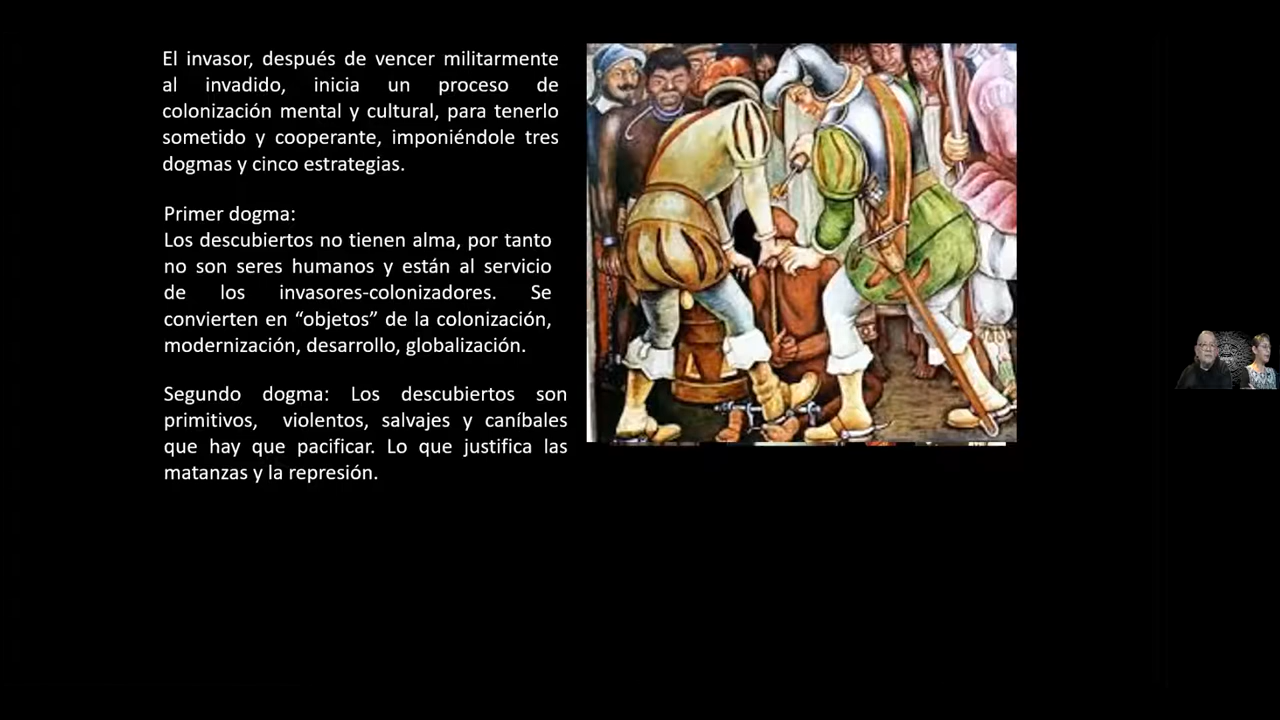 El invasor, después de vencer militarmente
al invadido, inicia un proceso de
colonización mental y cultural, para tenerlo
sometido y cooperante, imponiéndole tres
dogmas y cinco estrategias.
Primer dogma:
Los descubiertos no tienen alma, por tanto
no son seres humanos y están al servicio
de los invasores-colonizadores. Se
convierten en “objetos” de la colonización,
modernización, desarrollo, globalización.
Segundo dogma: Los descubiertos son
primitivos, violentos, salvajes y caníbales
que hay que pacificar. Lo que justifica las
matanzas y la represión.